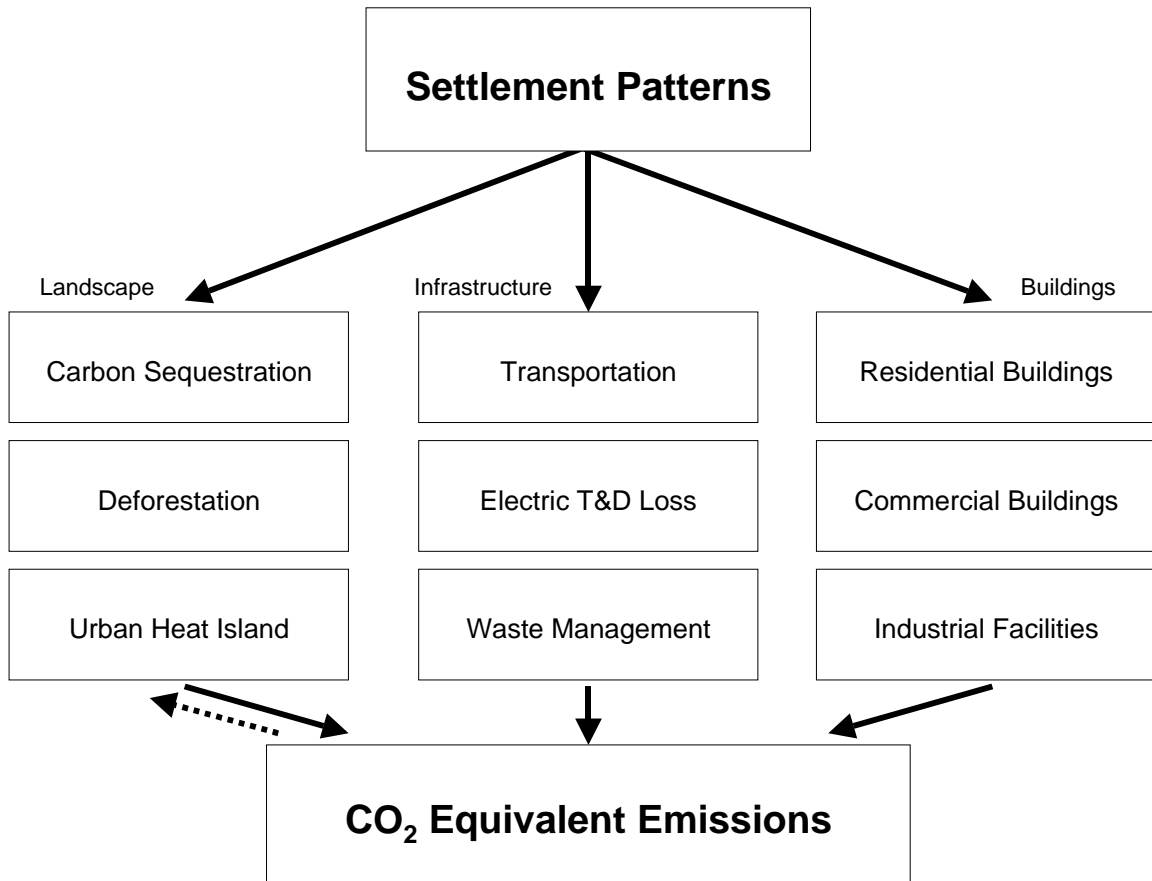 Settlement Patterns
Landscape
Infrastructure
Buildings
Carbon Sequestration
Transportation
Residential Buildings
Deforestation
Electric T&D Loss
Commercial Buildings
Urban Heat Island
Waste Management
Industrial Facilities
CO₂ Equivalent Emissions